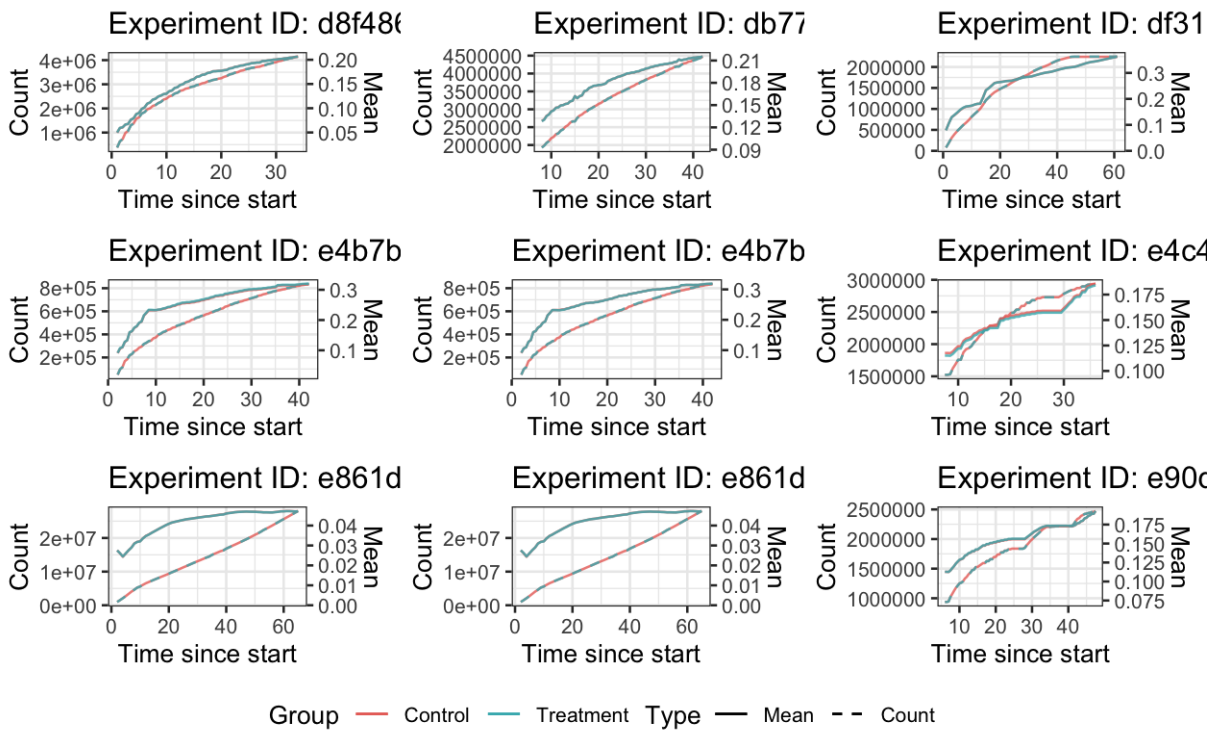 Experiment ID: d8f486
Experiment ID: db77
Experiment ID: df31
Count
4e+06
3e+06
2e+06
1e+06
0.20
0.15
0.10
0.05
Mean
0 10 20 30
Time since start
Count
4500000
4000000
3500000
3000000
2500000
2000000
0.21
0.18
0.15
0.12
0.09
Mean
10 20 30 40
Time since start
Count
2000000
1500000
1000000
500000
0
0.3
0.2
0.1
0.0
Mean
0 20 40 60
Time since start
Experiment ID: e4b7b
Experiment ID: e4b7b
Experiment ID: e4c4
Count
8e+05
6e+05
4e+05
2e+05
0.3
0.2
0.1
Mean
0 10 20 30 40
Time since start
Count
8e+05
6e+05
4e+05
2e+05
0.3
0.2
0.1
Mean
0 10 20 30 40
Time since start
Count
3000000
2500000
2000000
1500000
0.175
0.150
0.125
0.100
Mean
10 20 30
Time since start
Experiment ID: e861d
Experiment ID: e861d
Experiment ID: e90
Count
2e+07
1e+07
0e+00
0.04
0.03
0.02
0.01
0.00
Mean
0 20 40 60
Time since start
Count
2e+07
1e+07
0e+00
0.04
0.03
0.02
0.01
0.00
Mean
0 20 40 60
Time since start
Count
2500000
2000000
1500000
1000000
0.175
0.150
0.125
0.100
0.075
Mean
10 20 30 40
Time since start
Group Control Treatment Type Mean Count